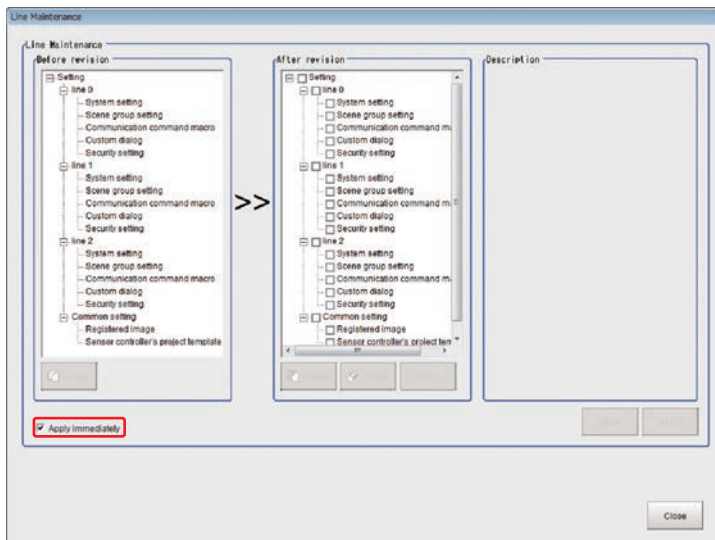 Line Maintenance
Line Maintenance
Before revision
Setting
line 0
System setting
Scene group setting
Communication command macro
Custom dialog
Security setting
line 1
System setting
Scene group setting
Communication command macro
Custom dialog
Security setting
line 2
System setting
Scene group setting
Communication command macro
Custom dialog
Security setting
Common setting
Registered image
Sensor controller's project template
>>
After revision
Setting
line 0
System setting
Scene group setting
Communication command m
Custom dialog
Security setting
line 1
System setting
Scene group setting
Communication command m
Custom dialog
Security setting
line 2
System setting
Scene group setting
Communication command m
Custom dialog
Security setting
Common setting
Registered image
Sensor controller's project tem
Description
Apply immediately
Close